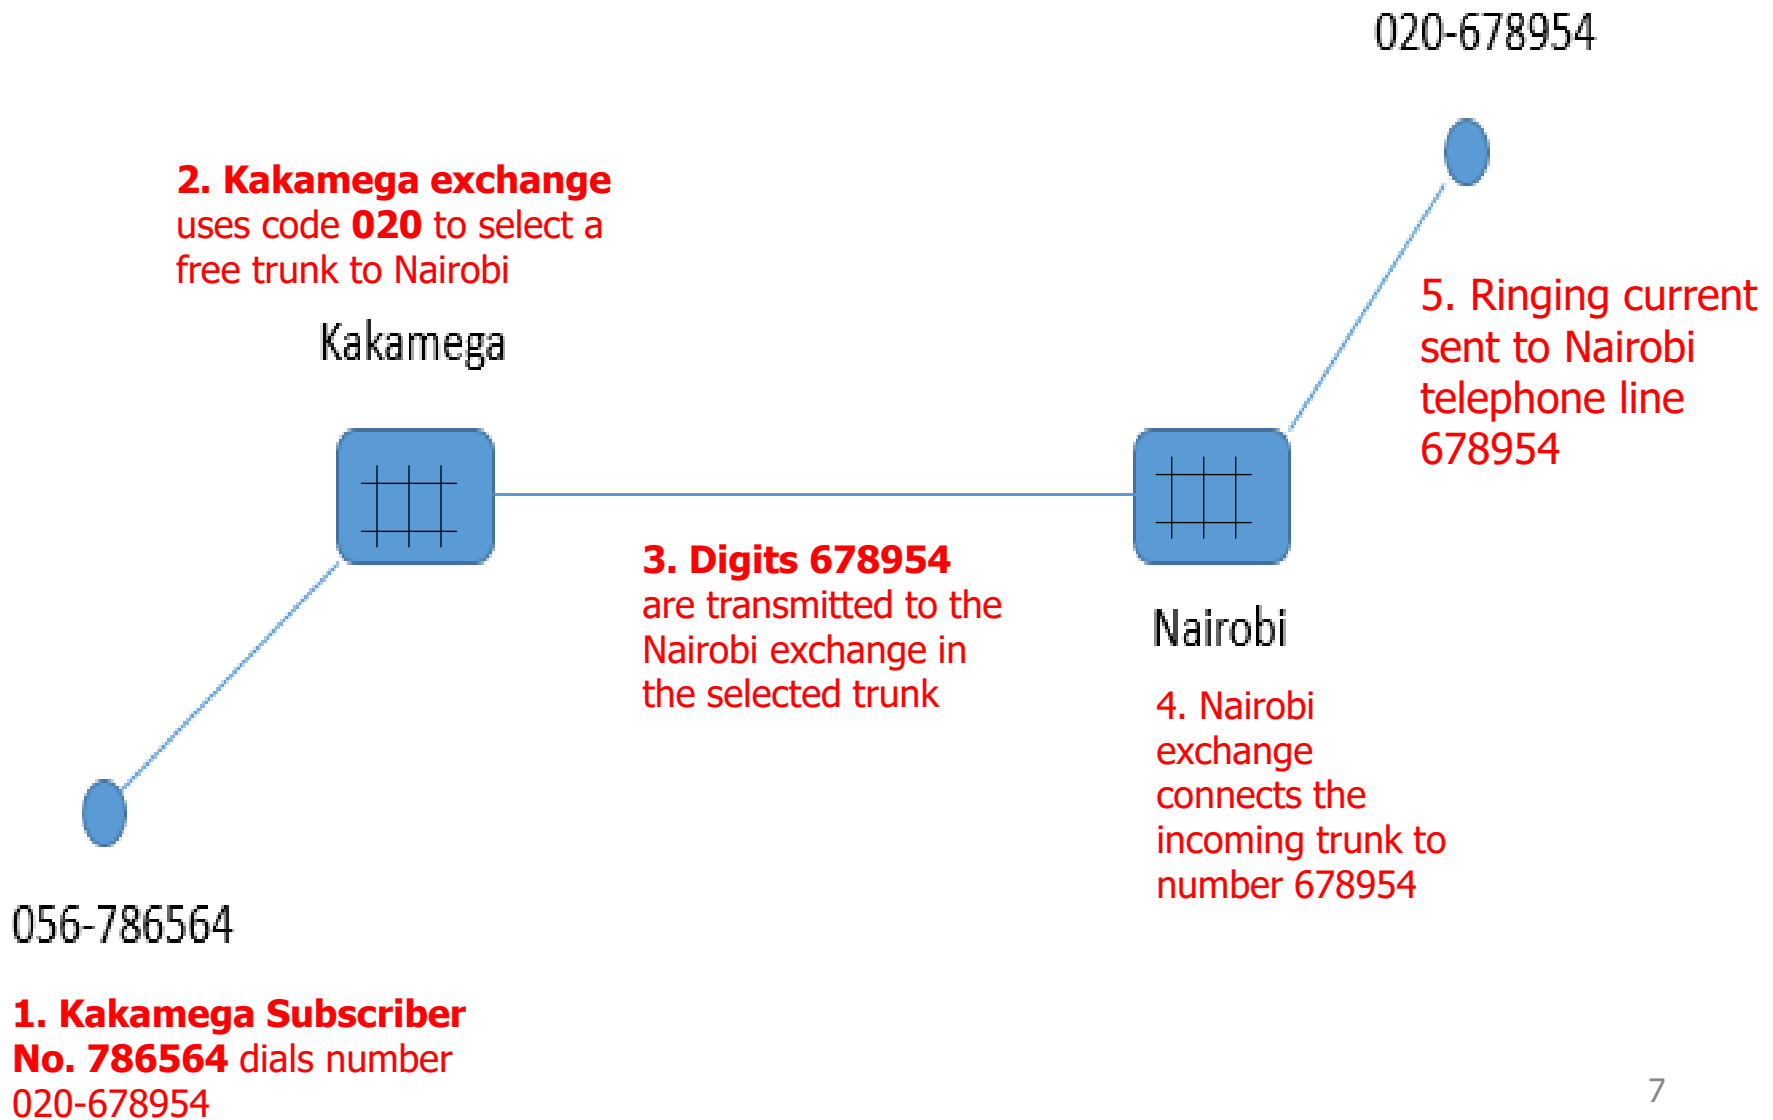 020-678954
2. Kakamega exchange
uses code 020 to select a
free trunk to Nairobi
Kakamega
5. Ringing current
sent to Nairobi
telephone line
678954
3. Digits 678954
are transmitted to the
Nairobi exchange in
the selected trunk
Nairobi
4. Nairobi
exchange
connects the
incoming trunk to
number 678954
056-786564
1. Kakamega Subscriber
No. 786564 dials number
020-678954
7